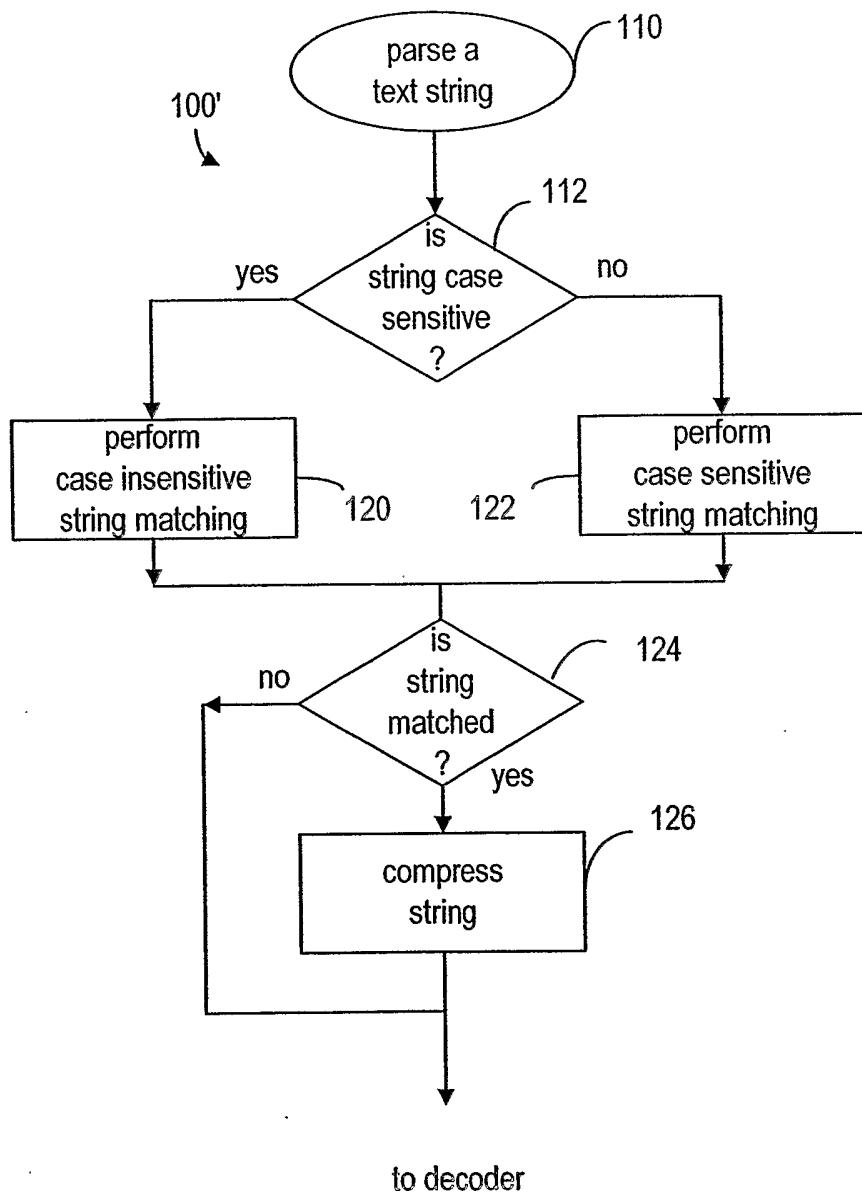 parse a
text string
110
100'
112
is
string case
sensitive
?
yes
no
perform
case insensitive
string matching
120
perform
case sensitive
string matching
122
is
string
matched
?
124
no
yes
compress
string
126
to decoder